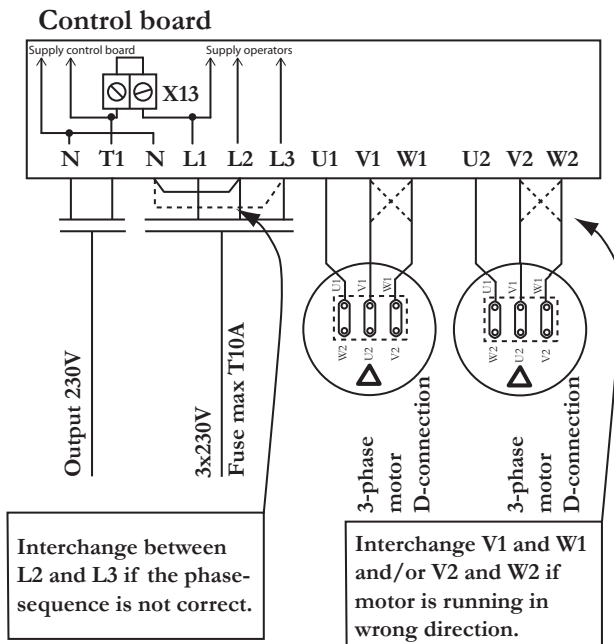 Control board
Supply control board
Supply operators
X13
N T1 N L1 L2 L3 U1 V1 W1 U2 V2 W2
U1 V1 W1
W2 U2 V2
U1 V1 W1
W2 U2 V2
Output 230V
3x230V
Fuse max T10A
3-phase
motor
D-connection
3-phase
motor
D-connection
Interchange between
L2 and L3 if the phase-
sequence is not correct.
Interchange V1 and W1
and/or V2 and W2 if
motor is running in
wrong direction.